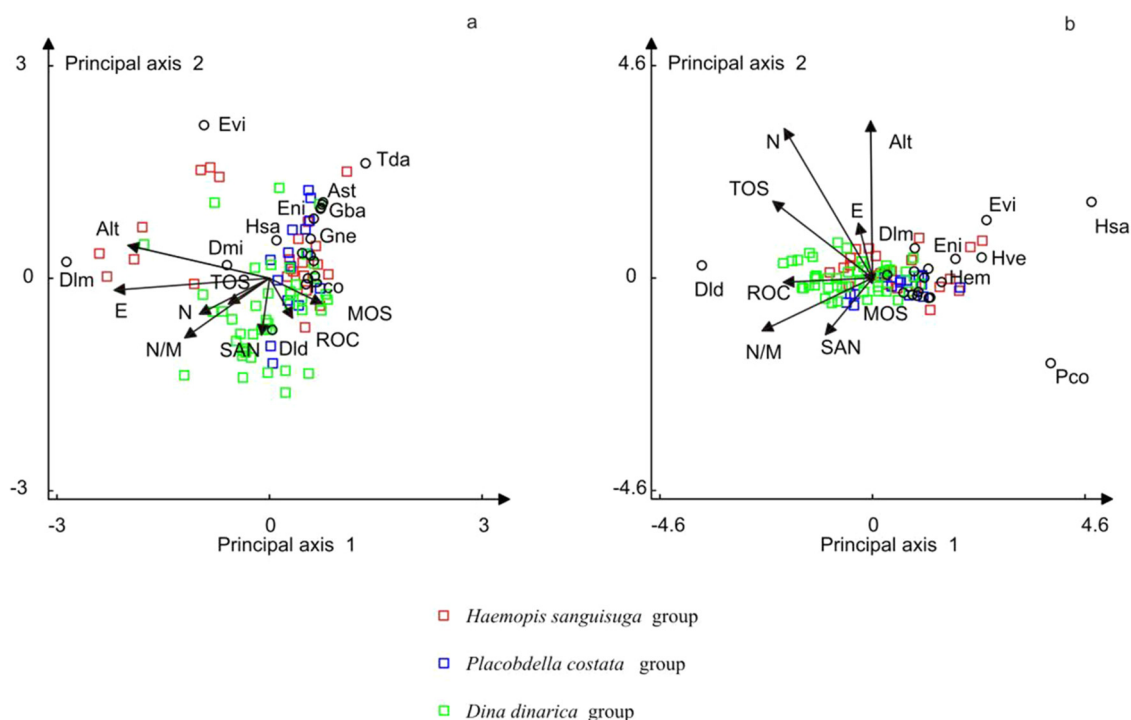 a
3
Principal axis 2
Evi
Tda
Ast
Eni
Gba
Hsa
Gne
Alt
Dmi
0
Dlm
TOS
Pco
E
N
MOS
N/M
SAN
Dld
ROC
-3
-3
0
3
Principal axis 1
b
4.6
Principal axis 2
N
Alt
TOS
E
Evi
Hsa
Dlm
Eni
Hve
0
Hem
Dld
ROC
MOS
N/M
SAN
Pco
-4.6
-4.6
0
4.6
Principal axis 1
Haemopis sanguisuga group
Placobdella costata group
Dina dinarica group